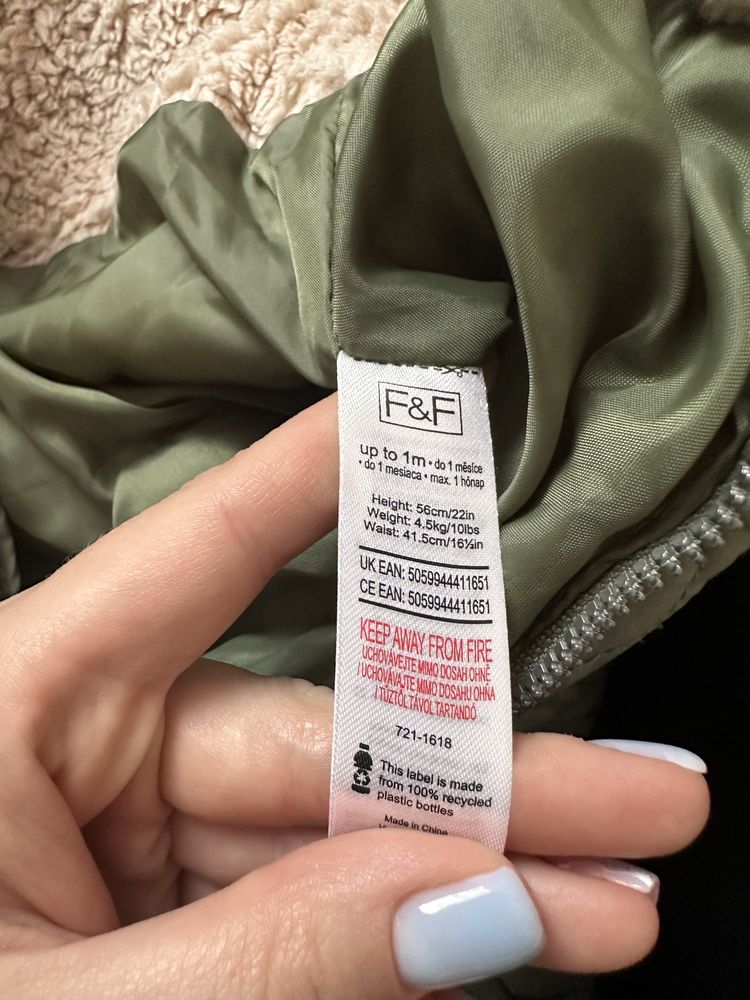 F&F
up to 1m • do 1 měsíce
• do 1 mesiaca • max. 1 hónap
Height: 56cm/22in
Weight: 4.5kg/10lbs
Waist: 41.5cm/16½in
UK EAN: 5059944411651
CE EAN: 5059944411651
KEEP AWAY FROM FIRE
UCHOVÁVEJTE MIMO DOSAH OHNĚ
/ UCHOVÁVAJTE MIMO DOSAHU OHŇA
/ TŰZTŐL TÁVOL TARTANDÓ
721-1618
This label is made
from 100% recycled
plastic bottles
Made in China